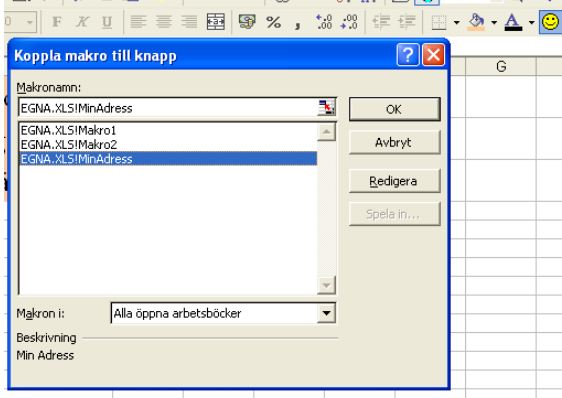 F K U % ,
Koppla makro till knapp
G
Makronamn:
EGNA.XLS!MinAdress
OK
EGNA.XLS!Makro1
EGNA.XLS!Makro2
EGNA.XLS!MinAdress
Avbryt
Redigera
Spela in...
Makron i:
Alla öppna arbetsböcker
Beskrivning
Min Adress